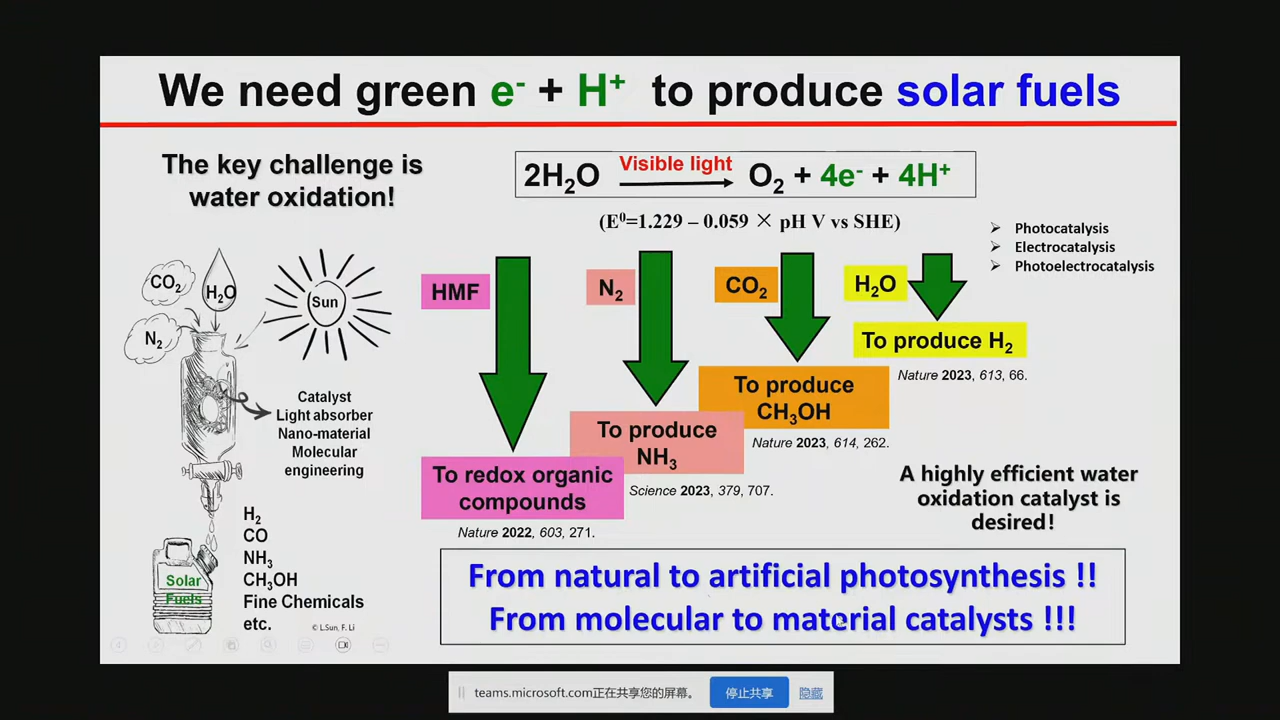 We need green e⁻ + H⁺ to produce solar fuels
The key challenge is
water oxidation!
2H₂O Visible light O₂ + 4e⁻ + 4H⁺
(E⁰=1.229 – 0.059 × pH V vs SHE)
➢ Photocatalysis
➢ Electrocatalysis
➢ Photoelectrocatalysis
CO₂
H₂O
N₂
Sun
Catalyst
Light absorber
Nano-material
Molecular
engineering
Solar
Fuels
H₂
CO
NH₃
CH₃OH
Fine Chemicals
etc.
© L.Sun, F. Li
HMF
N₂
CO₂
H₂O
To produce H₂
Nature 2023, 613, 66.
To produce
CH₃OH
Nature 2023, 614, 262.
To produce
NH₃
Science 2023, 379, 707.
To redox organic
compounds
Nature 2022, 603, 271.
A highly efficient water
oxidation catalyst is
desired!
From natural to artificial photosynthesis !!
From molecular to material catalysts !!!
teams.microsoft.com正在共享您的屏幕。 停止共享 隐藏